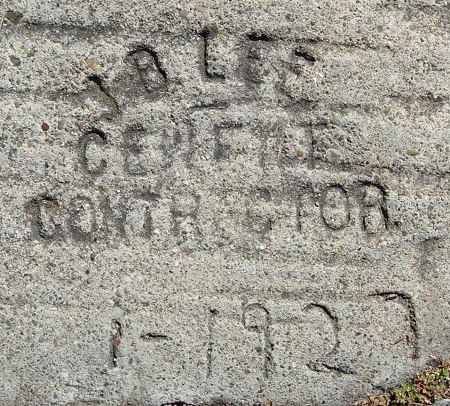 J.B. LEE
CEMENT
CONTRACTOR.
1-1927